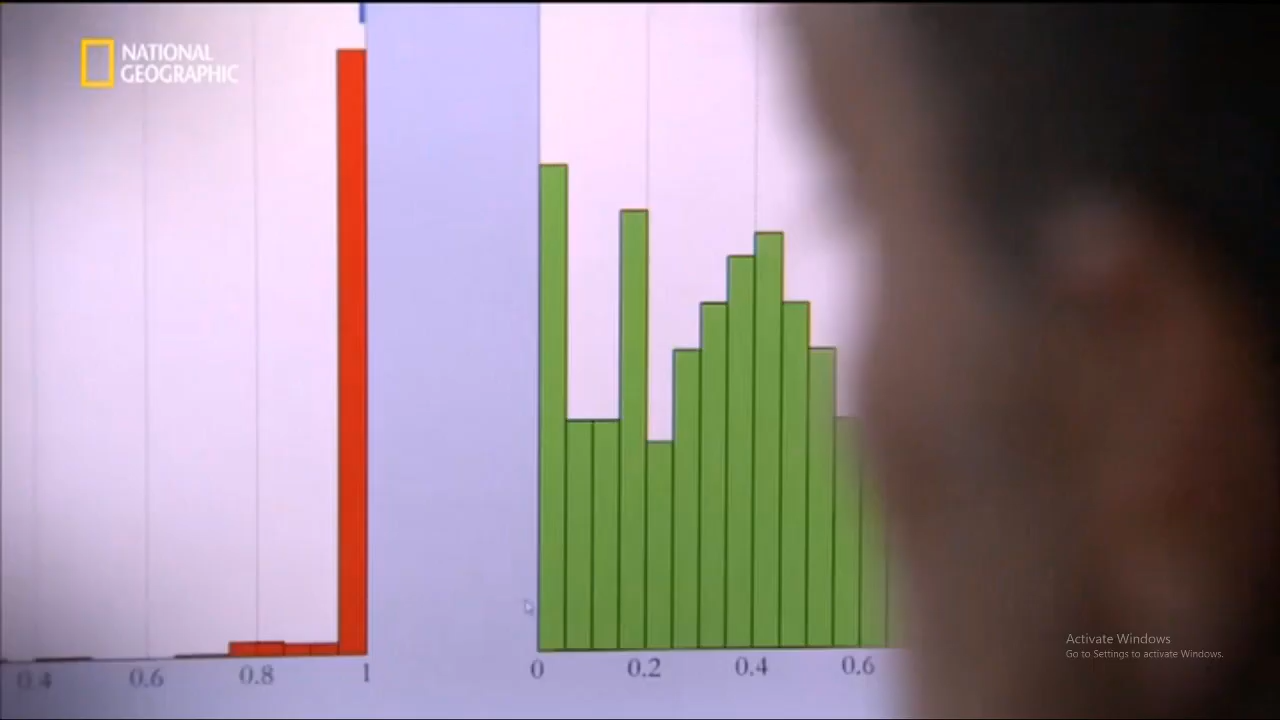 NATIONAL
GEOGRAPHIC
0.4
0.6
0.8
1
0
0.2
0.4
0.6
Activate Windows
Go to Settings to activate Windows.